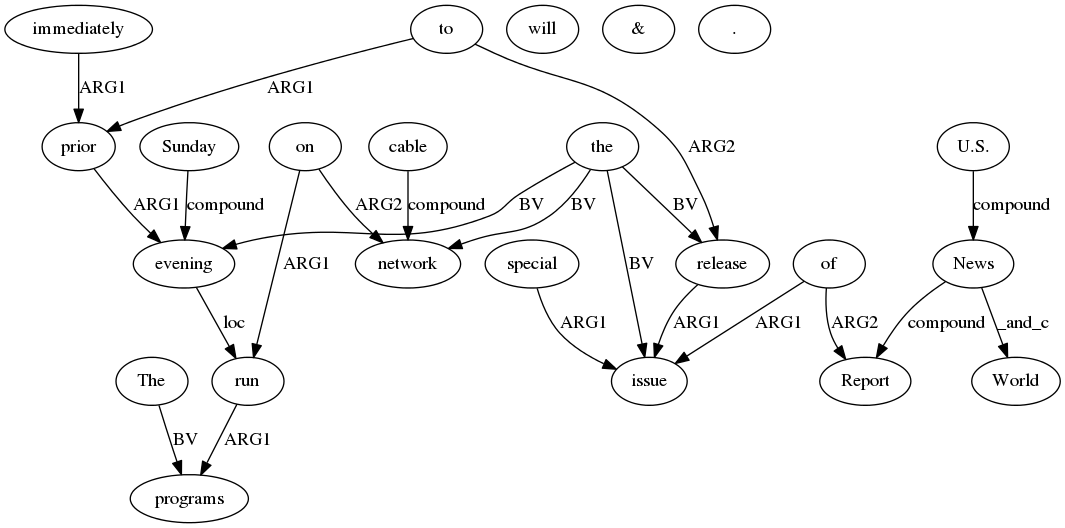 immediately to will & .
ARG1 ARG1
prior Sunday on cable the U.S.
ARG2
ARG1 compound ARG2 compound BV BV BV compound
evening network special release of News
ARG1 BV
loc ARG1 ARG1 ARG1 ARG2 compound _and_c
The run issue Report World
BV ARG1
programs